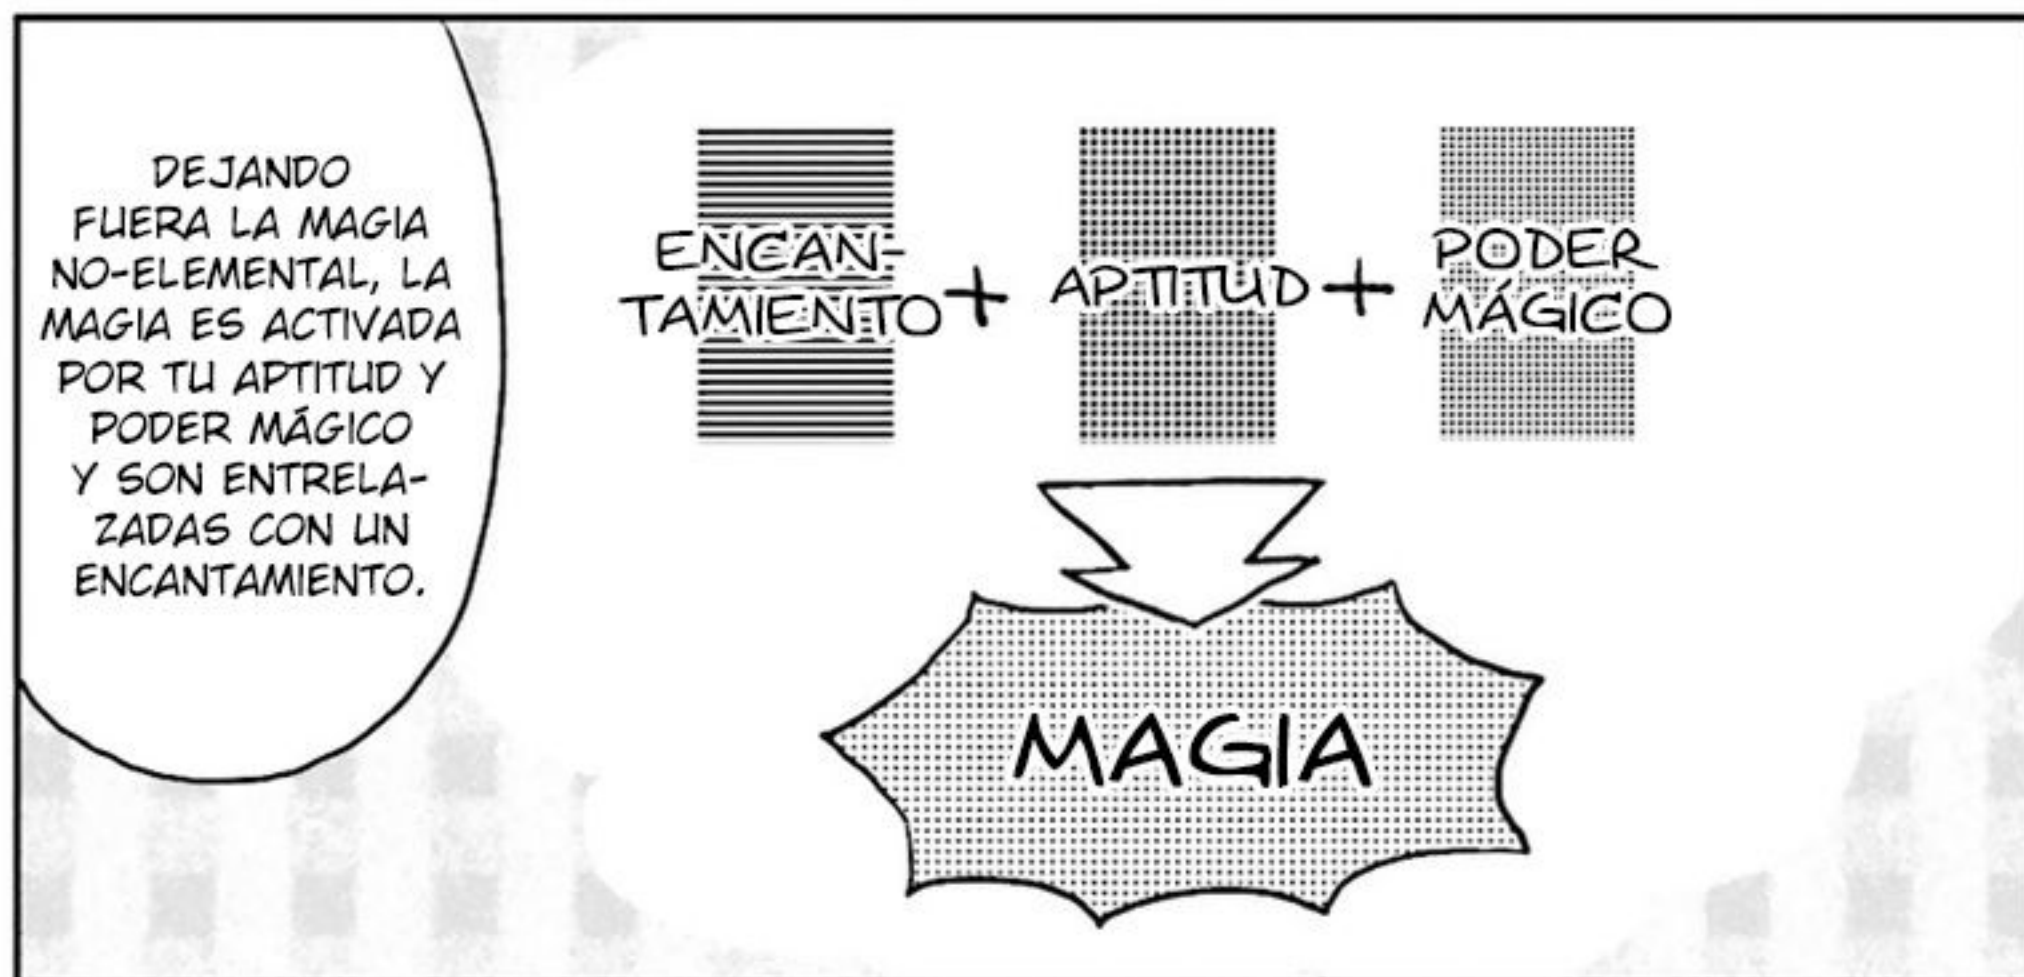 DEJANDO
FUERA LA MAGIA
NO-ELEMENTAL, LA
MAGIA ES ACTIVADA
POR TU APTITUD Y
PODER MÁGICO
Y SON ENTRELA-
ZADAS CON UN
ENCANTAMIENTO.
ENCAN-
TAMIENTO
+
APTITUD
+
PODER
MÁGICO
MAGIA